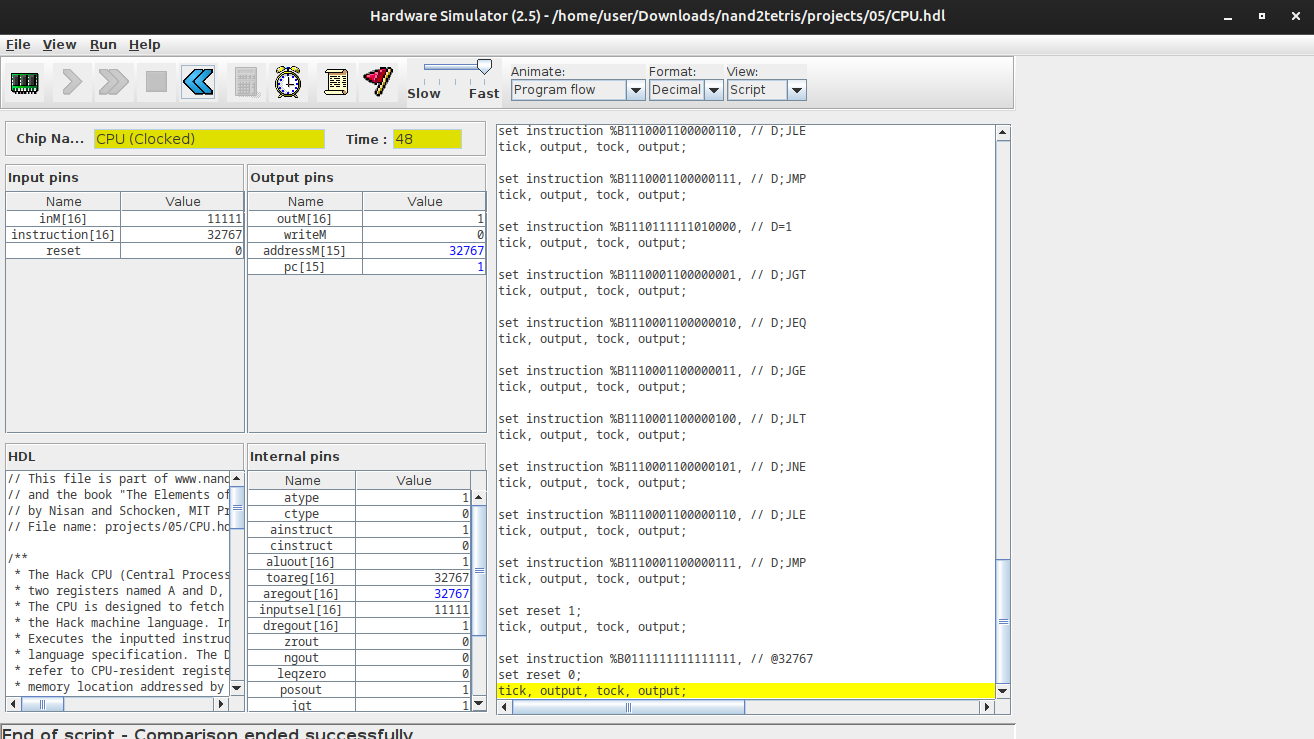 Hardware Simulator (2.5) - /home/user/Downloads/nand2tetris/projects/05/CPU.hdl
File View Run Help
Slow Fast
Animate: Format: View:
Program flow Decimal Script
Chip Na... CPU (Clocked) Time : 48
Input pins
Name Value
inM[16] 11111
instruction[16] 32767
reset 0
Output pins
Name Value
outM[16] 1
writeM 0
addressM[15] 32767
pc[15] 1
HDL
// This file is part of www.nand
// and the book "The Elements of
// by Nisan and Schocken, MIT Pr
// File name: projects/05/CPU.hd
/**
* The Hack CPU (Central Process
* two registers named A and D,
* The CPU is designed to fetch
* the Hack machine language. In
* Executes the inputted instruc
* language specification. The D
* refer to CPU-resident registe
* memory location addressed by
Internal pins
Name Value
atype 1
ctype 0
ainstruct 1
cinstruct 0
aluout[16] 1
toareg[16] 32767
aregout[16] 32767
inputsel[16] 11111
dregout[16] 1
zrout 0
ngout 0
leqzero 0
posout 1
jgt 1
set instruction %B1110001100000110, // D;JLE
tick, output, tock, output;
set instruction %B1110001100000111, // D;JMP
tick, output, tock, output;
set instruction %B1110111111010000, // D=1
tick, output, tock, output;
set instruction %B1110001100000001, // D;JGT
tick, output, tock, output;
set instruction %B1110001100000010, // D;JEQ
tick, output, tock, output;
set instruction %B1110001100000011, // D;JGE
tick, output, tock, output;
set instruction %B1110001100000100, // D;JLT
tick, output, tock, output;
set instruction %B1110001100000101, // D;JNE
tick, output, tock, output;
set instruction %B1110001100000110, // D;JLE
tick, output, tock, output;
set instruction %B1110001100000111, // D;JMP
tick, output, tock, output;
set reset 1;
tick, output, tock, output;
set instruction %B0111111111111111, // @32767
set reset 0;
tick, output, tock, output;
End of script - Comparison ended successfully